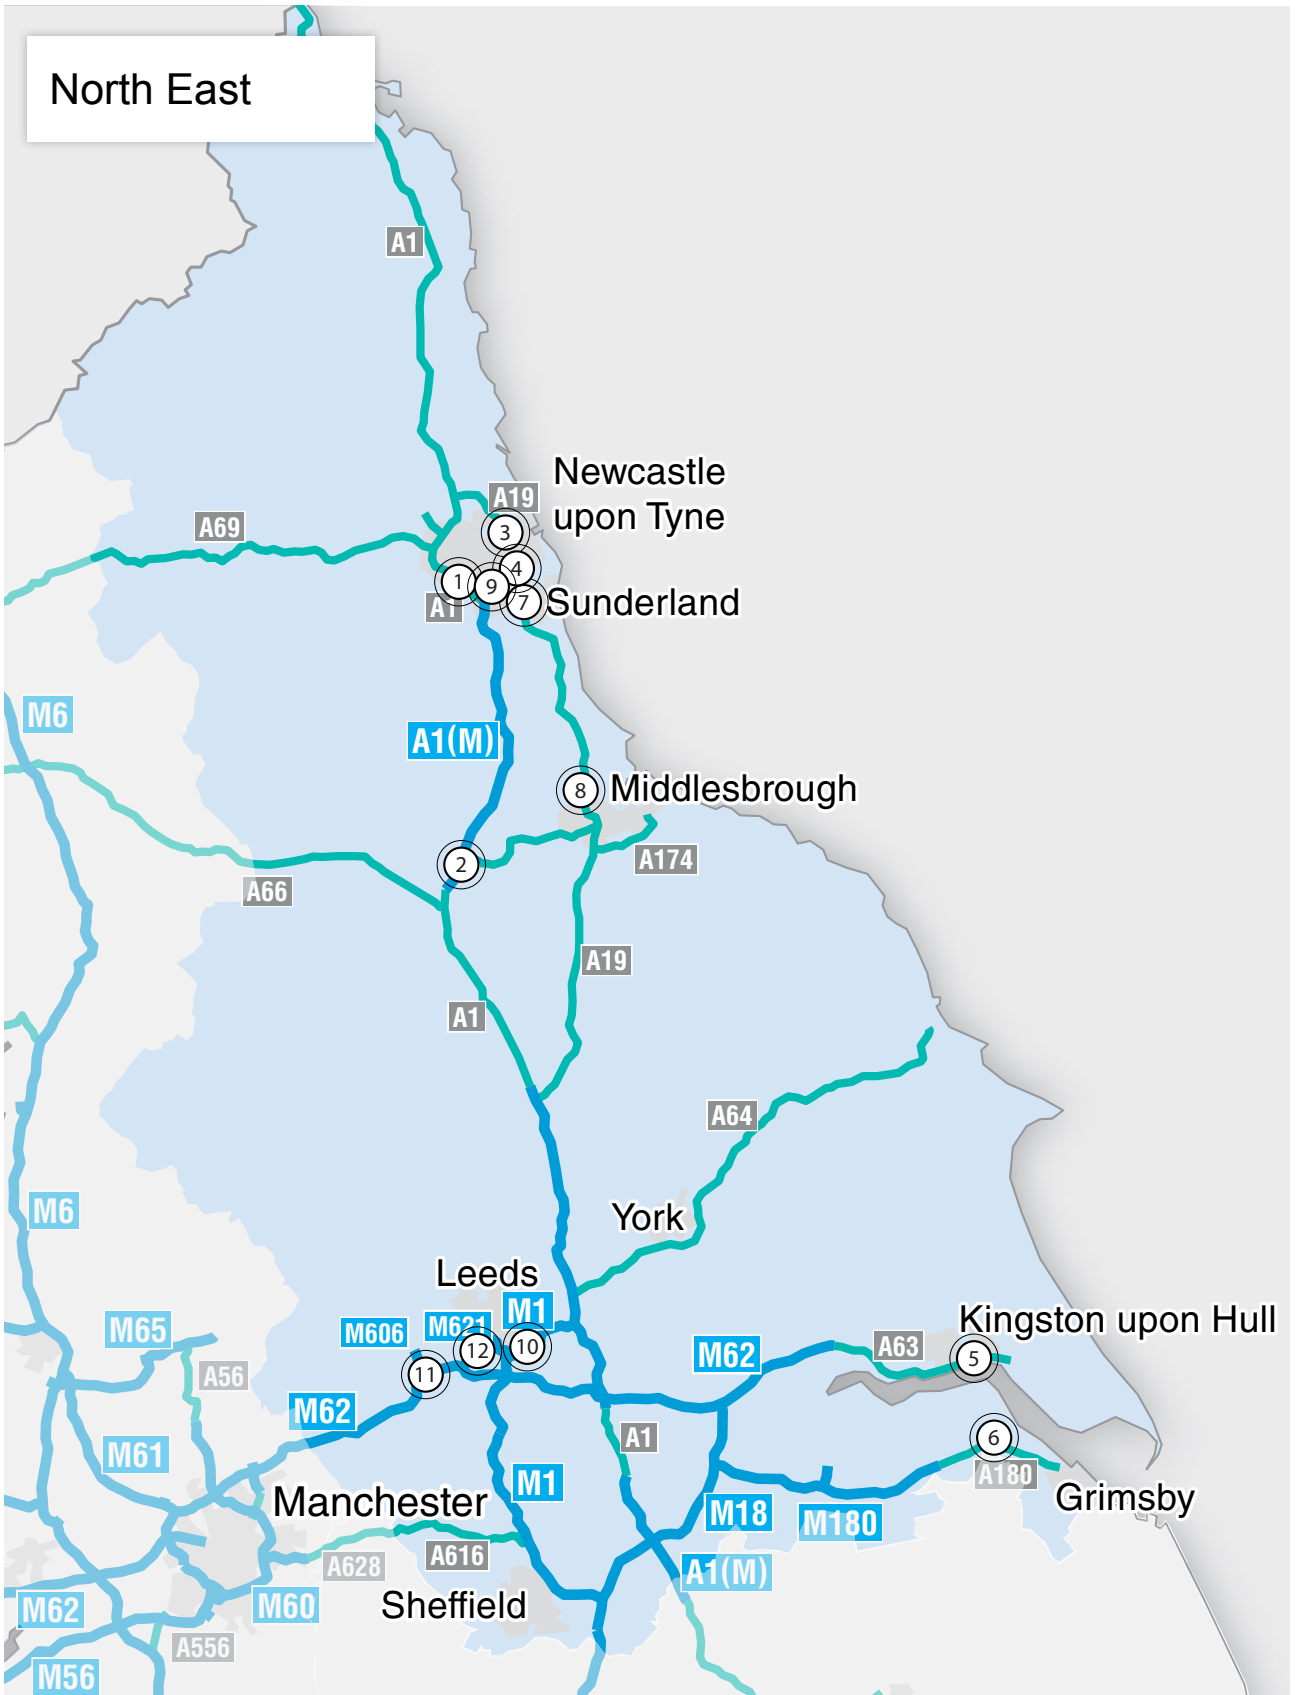 North East
A1
Newcastle
upon Tyne
A19
A69
3
4
1
9
7
A1
Sunderland
M6
A1(M)
8
Middlesbrough
2
A174
A66
A19
A1
A64
M6
York
Leeds
M1
Kingston upon Hull
M65
M606
M621
12
10
M62
A63
5
11
A56
M62
A1
6
M61
M1
A180
Manchester
Grimsby
M18
M180
A616
A628
A1(M)
M62
M60
Sheffield
A556
M56